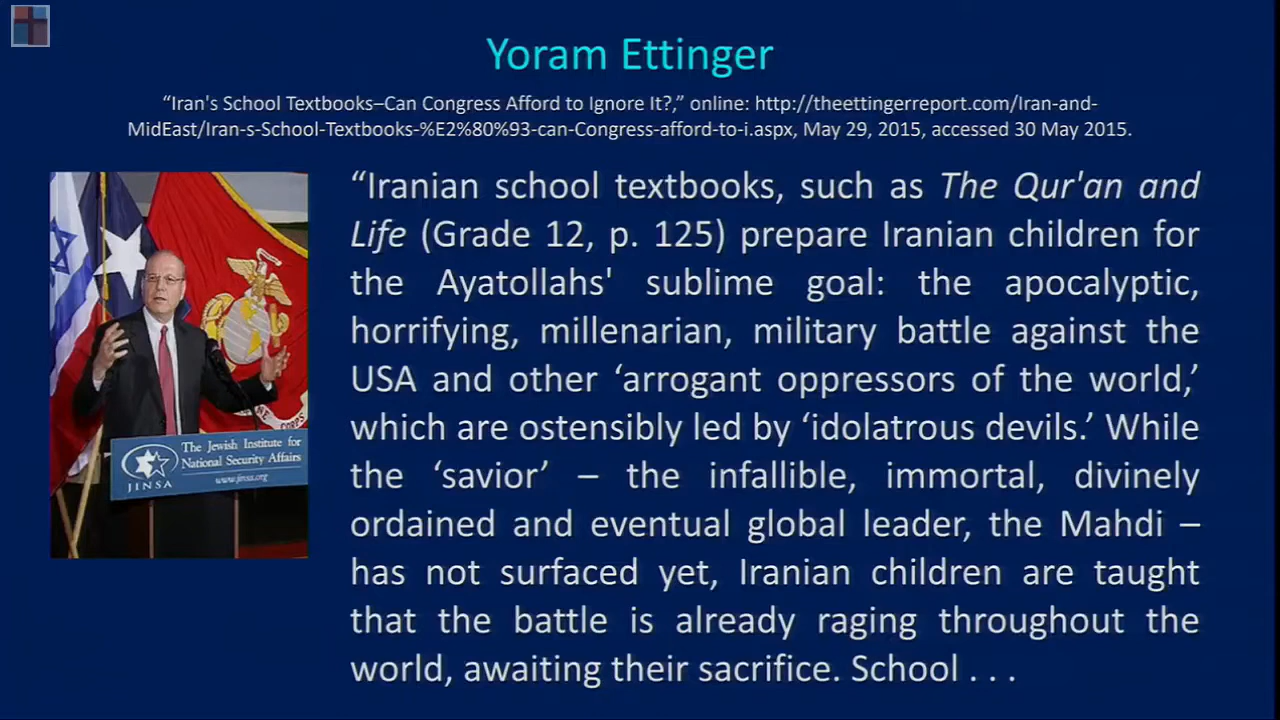 Yoram Ettinger
“Iran's School Textbooks–Can Congress Afford to Ignore It?,” online: http://theettingerreport.com/Iran-and-
MidEast/Iran-s-School-Textbooks-%E2%80%93-can-Congress-afford-to-i.aspx, May 29, 2015, accessed 30 May 2015.
“Iranian school textbooks, such as The Qur'an and
Life (Grade 12, p. 125) prepare Iranian children for
the Ayatollahs' sublime goal: the apocalyptic,
horrifying, millenarian, military battle against the
USA and other ‘arrogant oppressors of the world,’
which are ostensibly led by ‘idolatrous devils.’ While
the ‘savior’ – the infallible, immortal, divinely
ordained and eventual global leader, the Mahdi –
has not surfaced yet, Iranian children are taught
that the battle is already raging throughout the
world, awaiting their sacrifice. School . . .
The Jewish Institute for
National Security Affairs
JINSA
www.jinsa.org